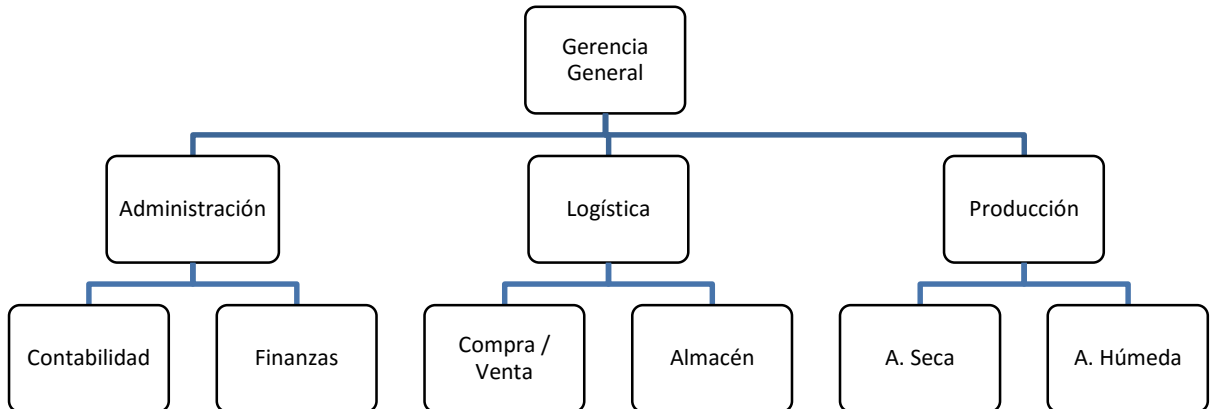 Gerencia
General
Administración
Logística
Producción
Contabilidad
Finanzas
Compra /
Venta
Almacén
A. Seca
A. Húmeda